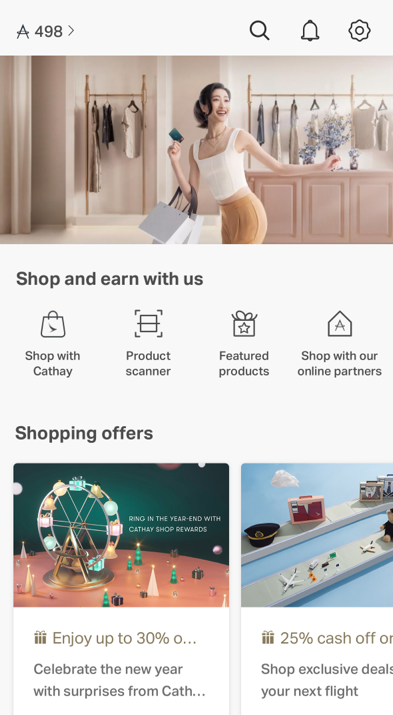 498
Shop and earn with us
Shop with
Cathay
Product
scanner
Featured
products
Shop with our
online partners
Shopping offers
RING IN THE YEAR-END WITH
CATHAY SHOP REWARDS
Enjoy up to 30% o...
Celebrate the new year
with surprises from Cath...
25% cash off or
Shop exclusive deals
your next flight